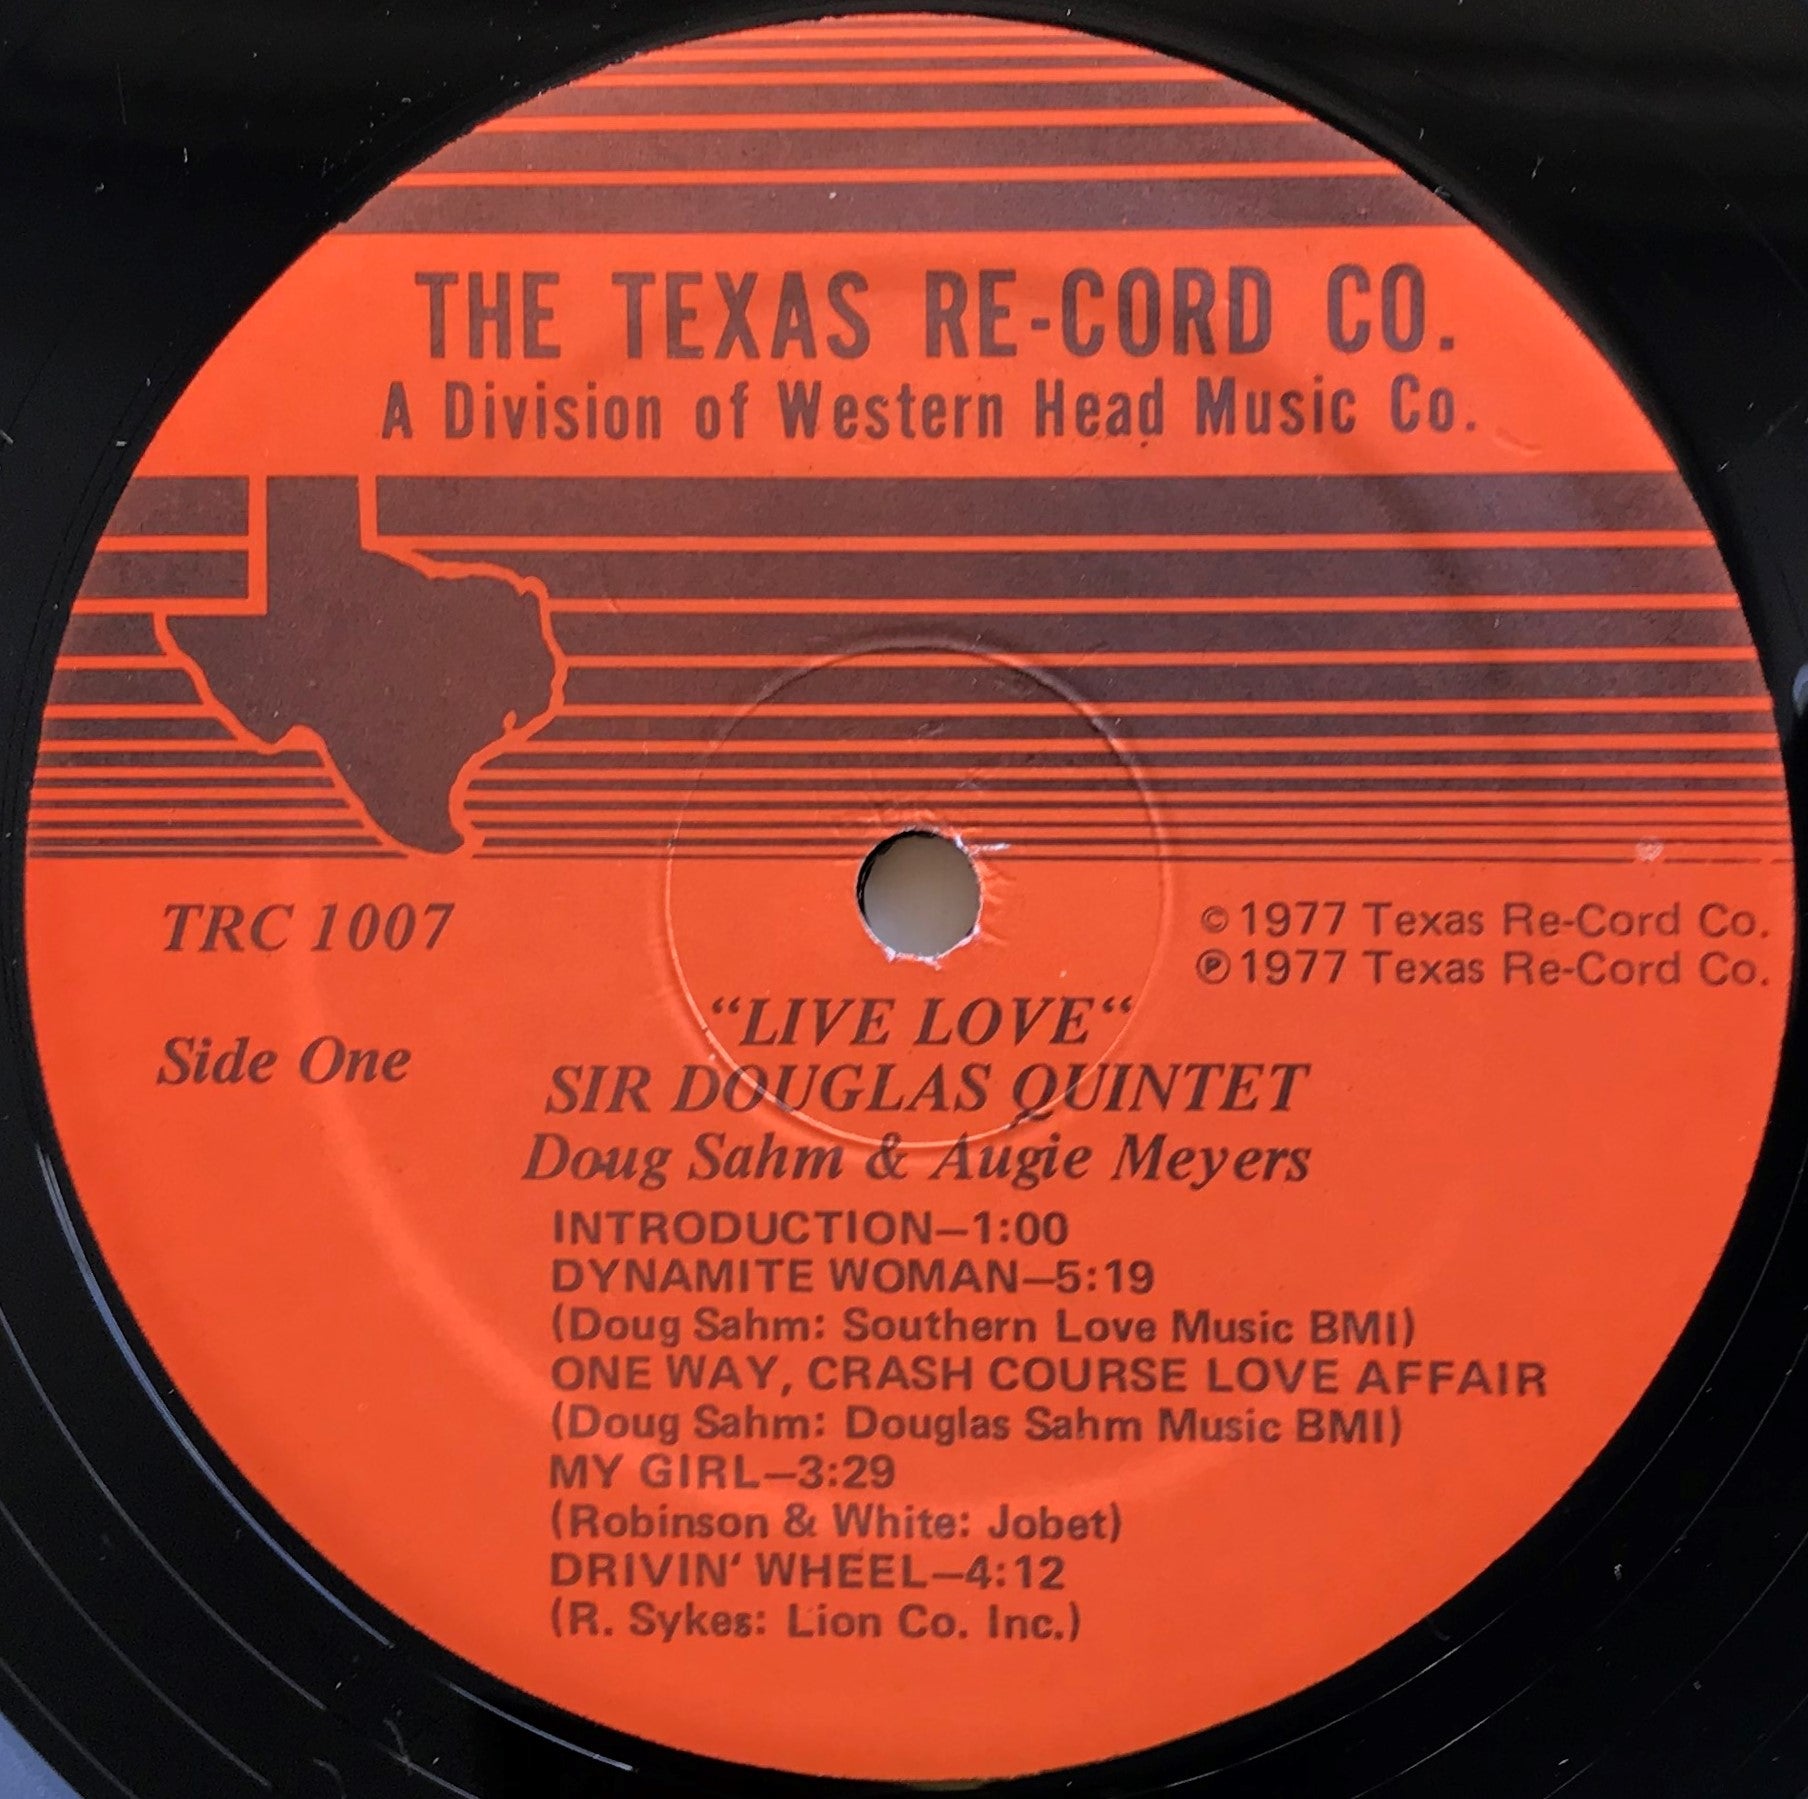 THE TEXAS RE-CORD CO.
A Division of Western Head Music Co.
TRC 1007
© 1977 Texas Re-Cord Co.
℗ 1977 Texas Re-Cord Co.
Side One
“LIVE LOVE“
SIR DOUGLAS QUINTET
Doug Sahm & Augie Meyers
INTRODUCTION—1:00
DYNAMITE WOMAN—5:19
(Doug Sahm: Southern Love Music BMI)
ONE WAY, CRASH COURSE LOVE AFFAIR
(Doug Sahm: Douglas Sahm Music BMI)
MY GIRL—3:29
(Robinson & White: Jobet)
DRIVIN‘ WHEEL—4:12
(R. Sykes: Lion Co. Inc.)